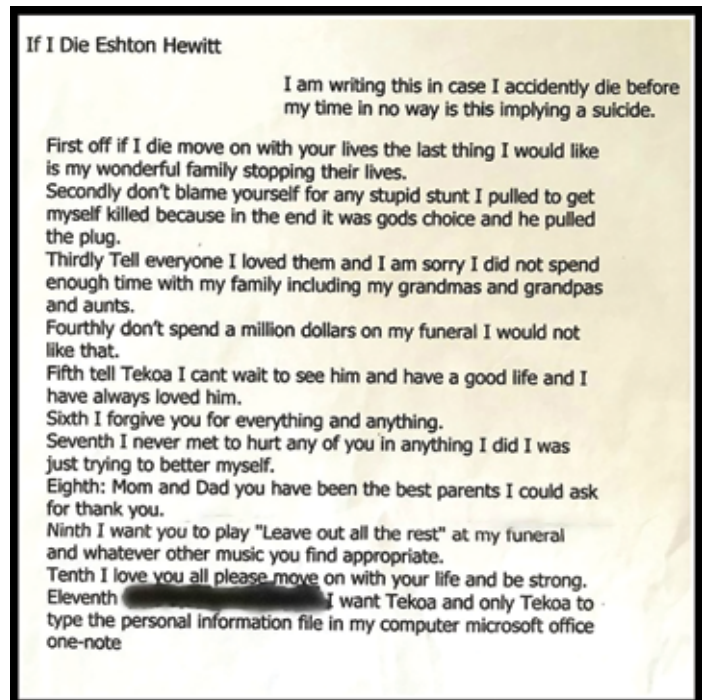 If I Die Eshton Hewitt
I am writing this in case I accidently die before
my time in no way is this implying a suicide.
First off if I die move on with your lives the last thing I would like
is my wonderful family stopping their lives.
Secondly don't blame yourself for any stupid stunt I pulled to get
myself killed because in the end it was gods choice and he pulled
the plug.
Thirdly Tell everyone I loved them and I am sorry I did not spend
enough time with my family including my grandmas and grandpas
and aunts.
Fourthly don't spend a million dollars on my funeral I would not
like that.
Fifth tell Tekoa I cant wait to see him and have a good life and I
have always loved him.
Sixth I forgive you for everything and anything.
Seventh I never met to hurt any of you in anything I did I was
just trying to better myself.
Eighth: Mom and Dad you have been the best parents I could ask
for thank you.
Ninth I want you to play "Leave out all the rest" at my funeral
and whatever other music you find appropriate.
Tenth I love you all please move on with your life and be strong.
Eleventh I want Tekoa and only Tekoa to
type the personal information file in my computer microsoft office
one-note